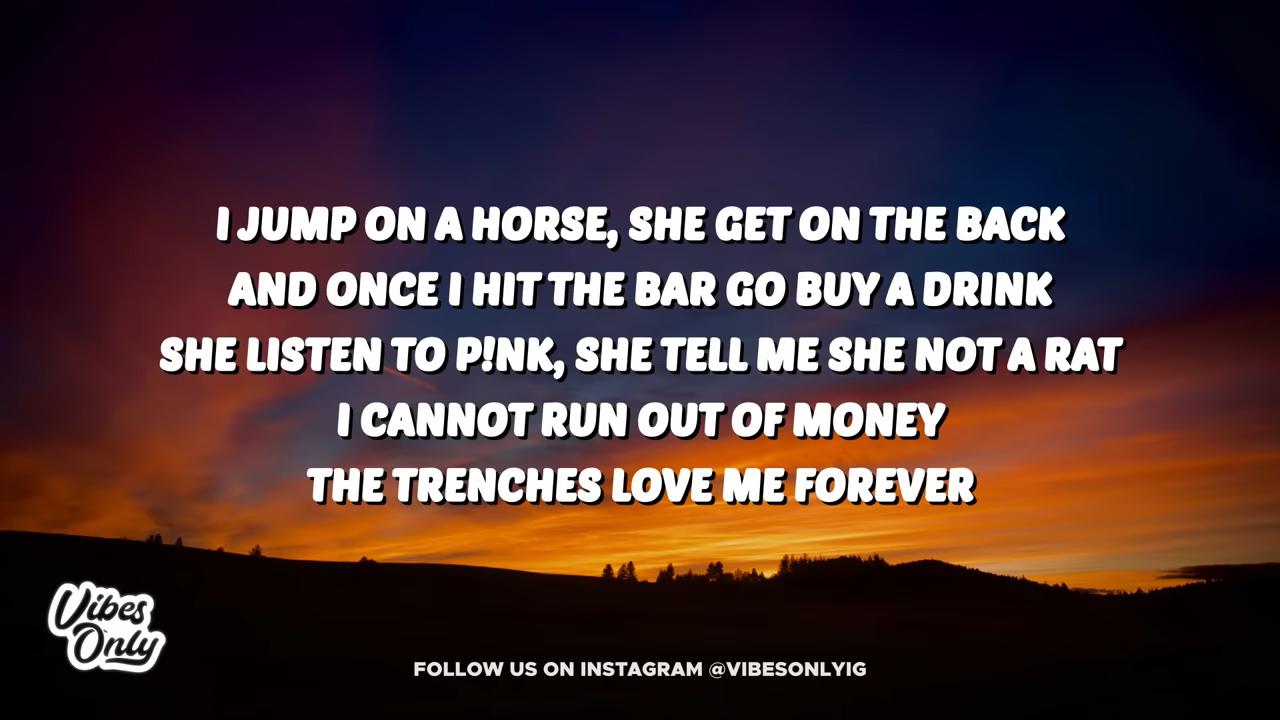 I JUMP ON A HORSE, SHE GET ON THE BACK
AND ONCE I HIT THE BAR GO BUY A DRINK
SHE LISTEN TO P!NK, SHE TELL ME SHE NOT A RAT
I CANNOT RUN OUT OF MONEY
THE TRENCHES LOVE ME FOREVER
Vibes
Only
FOLLOW US ON INSTAGRAM @VIBESONLYIG